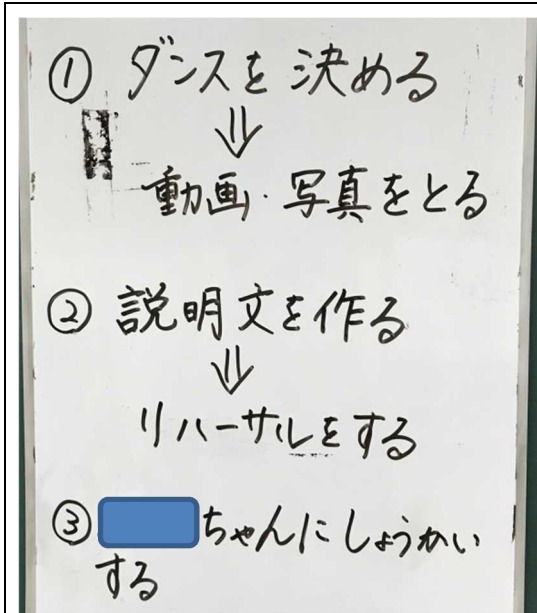 ① ダンスを決める
⇓
動画・写真をとる
② 説明文を作る
⇓
リハーサルをする
③ ちゃんにしょうかい
する